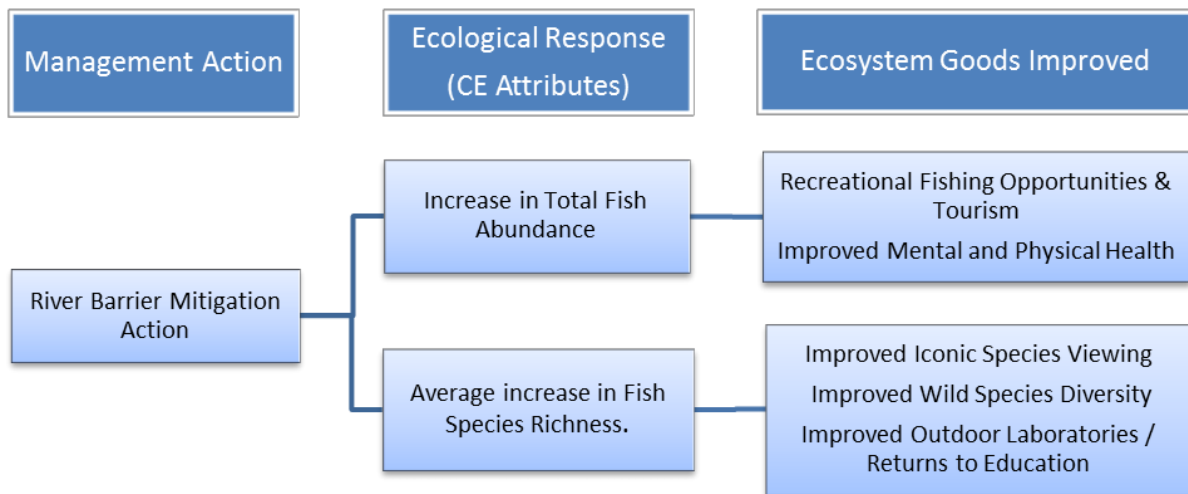 Management Action
Ecological Response
(CE Attributes)
Ecosystem Goods Improved
River Barrier Mitigation
Action
Increase in Total Fish
Abundance
Average increase in Fish
Species Richness.
Recreational Fishing Opportunities &
Tourism
Improved Mental and Physical Health
Improved Iconic Species Viewing
Improved Wild Species Diversity
Improved Outdoor Laboratories /
Returns to Education